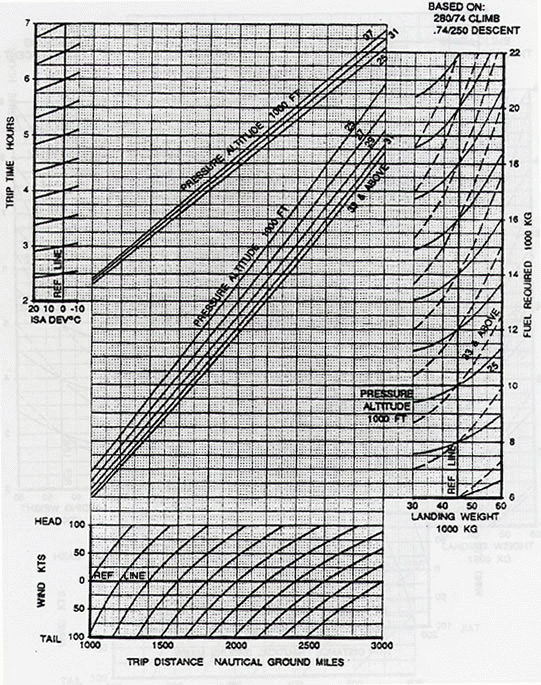 BASED ON:
280/74 CLIMB
.74/250 DESCENT
7
6
5
4
3
2
TRIP TIME HOURS
REF LINE
20 10 0 -10
ISA DEV°C
PRESSURE ALTITUDE 1000 FT
37
31
25
PRESSURE ALTITUDE 1000 FT
25
27
29
31
33 & ABOVE
22
20
18
16
14
12
10
8
6
FUEL REQUIRED 1000 KG
33 & ABOVE
25
PRESSURE
ALTITUDE
1000 FT
REF LINE
30 40 50 60
LANDING WEIGHT
1000 KG
HEAD 100
50
REF LINE
0
50
TAIL 100
WIND KTS
1000 1500 2000 2500 3000
TRIP DISTANCE NAUTICAL GROUND MILES